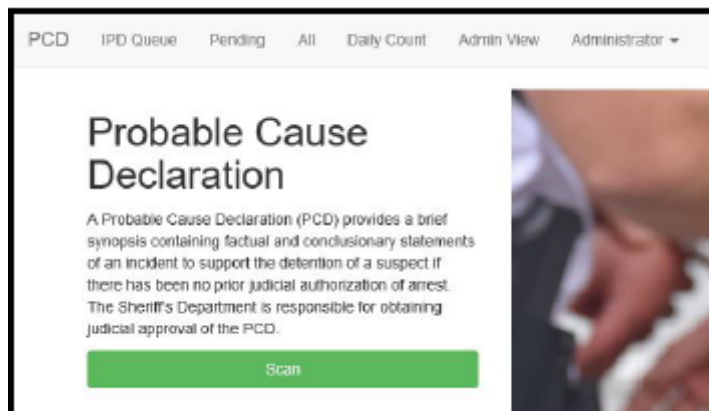 PCD IPD Queue Pending All Daily Count Admin View Administrator
Probable Cause
Declaration
A Probable Cause Declaration (PCD) provides a brief
synopsis containing factual and conclusionary statements
of an incident to support the detention of a suspect if
there has been no prior judicial authorization of arrest.
The Sheriff's Department is responsible for obtaining
judicial approval of the PCD.
Scan